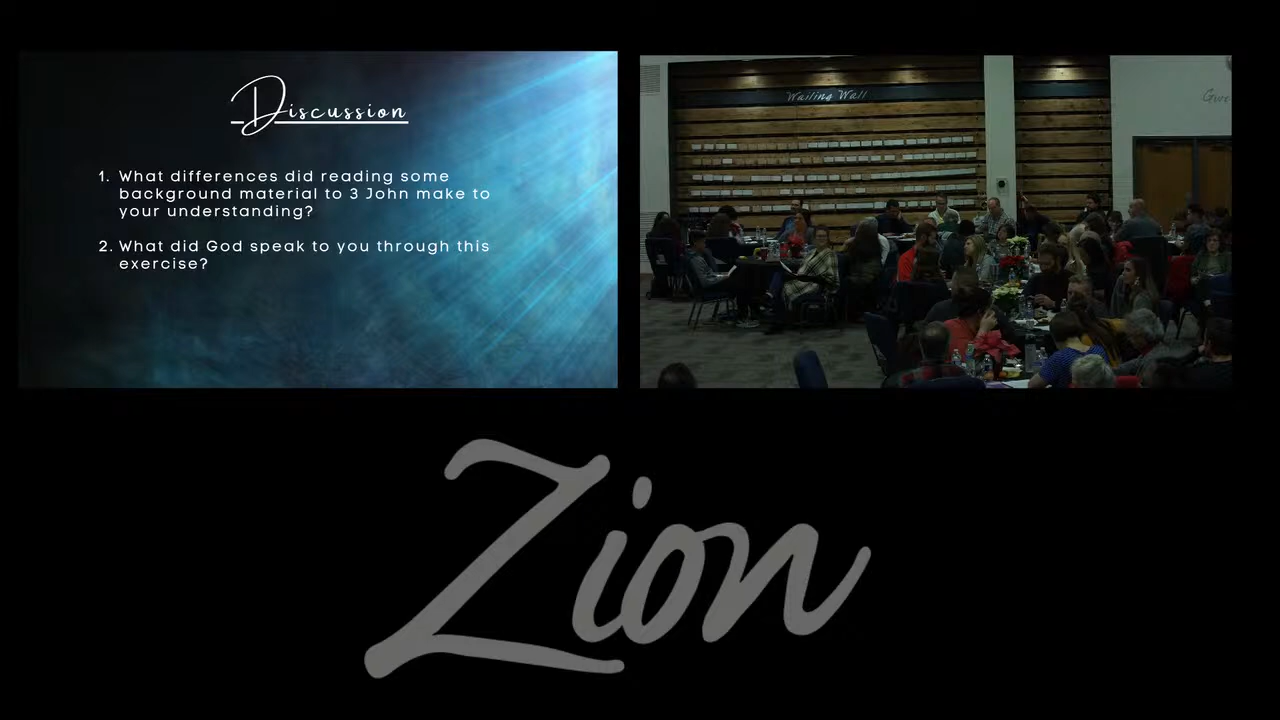 Discussion
1. What differences did reading some
background material to 3 John make to
your understanding?
2. What did God speak to you through this
exercise?
Wailing Wall
Give
Zion